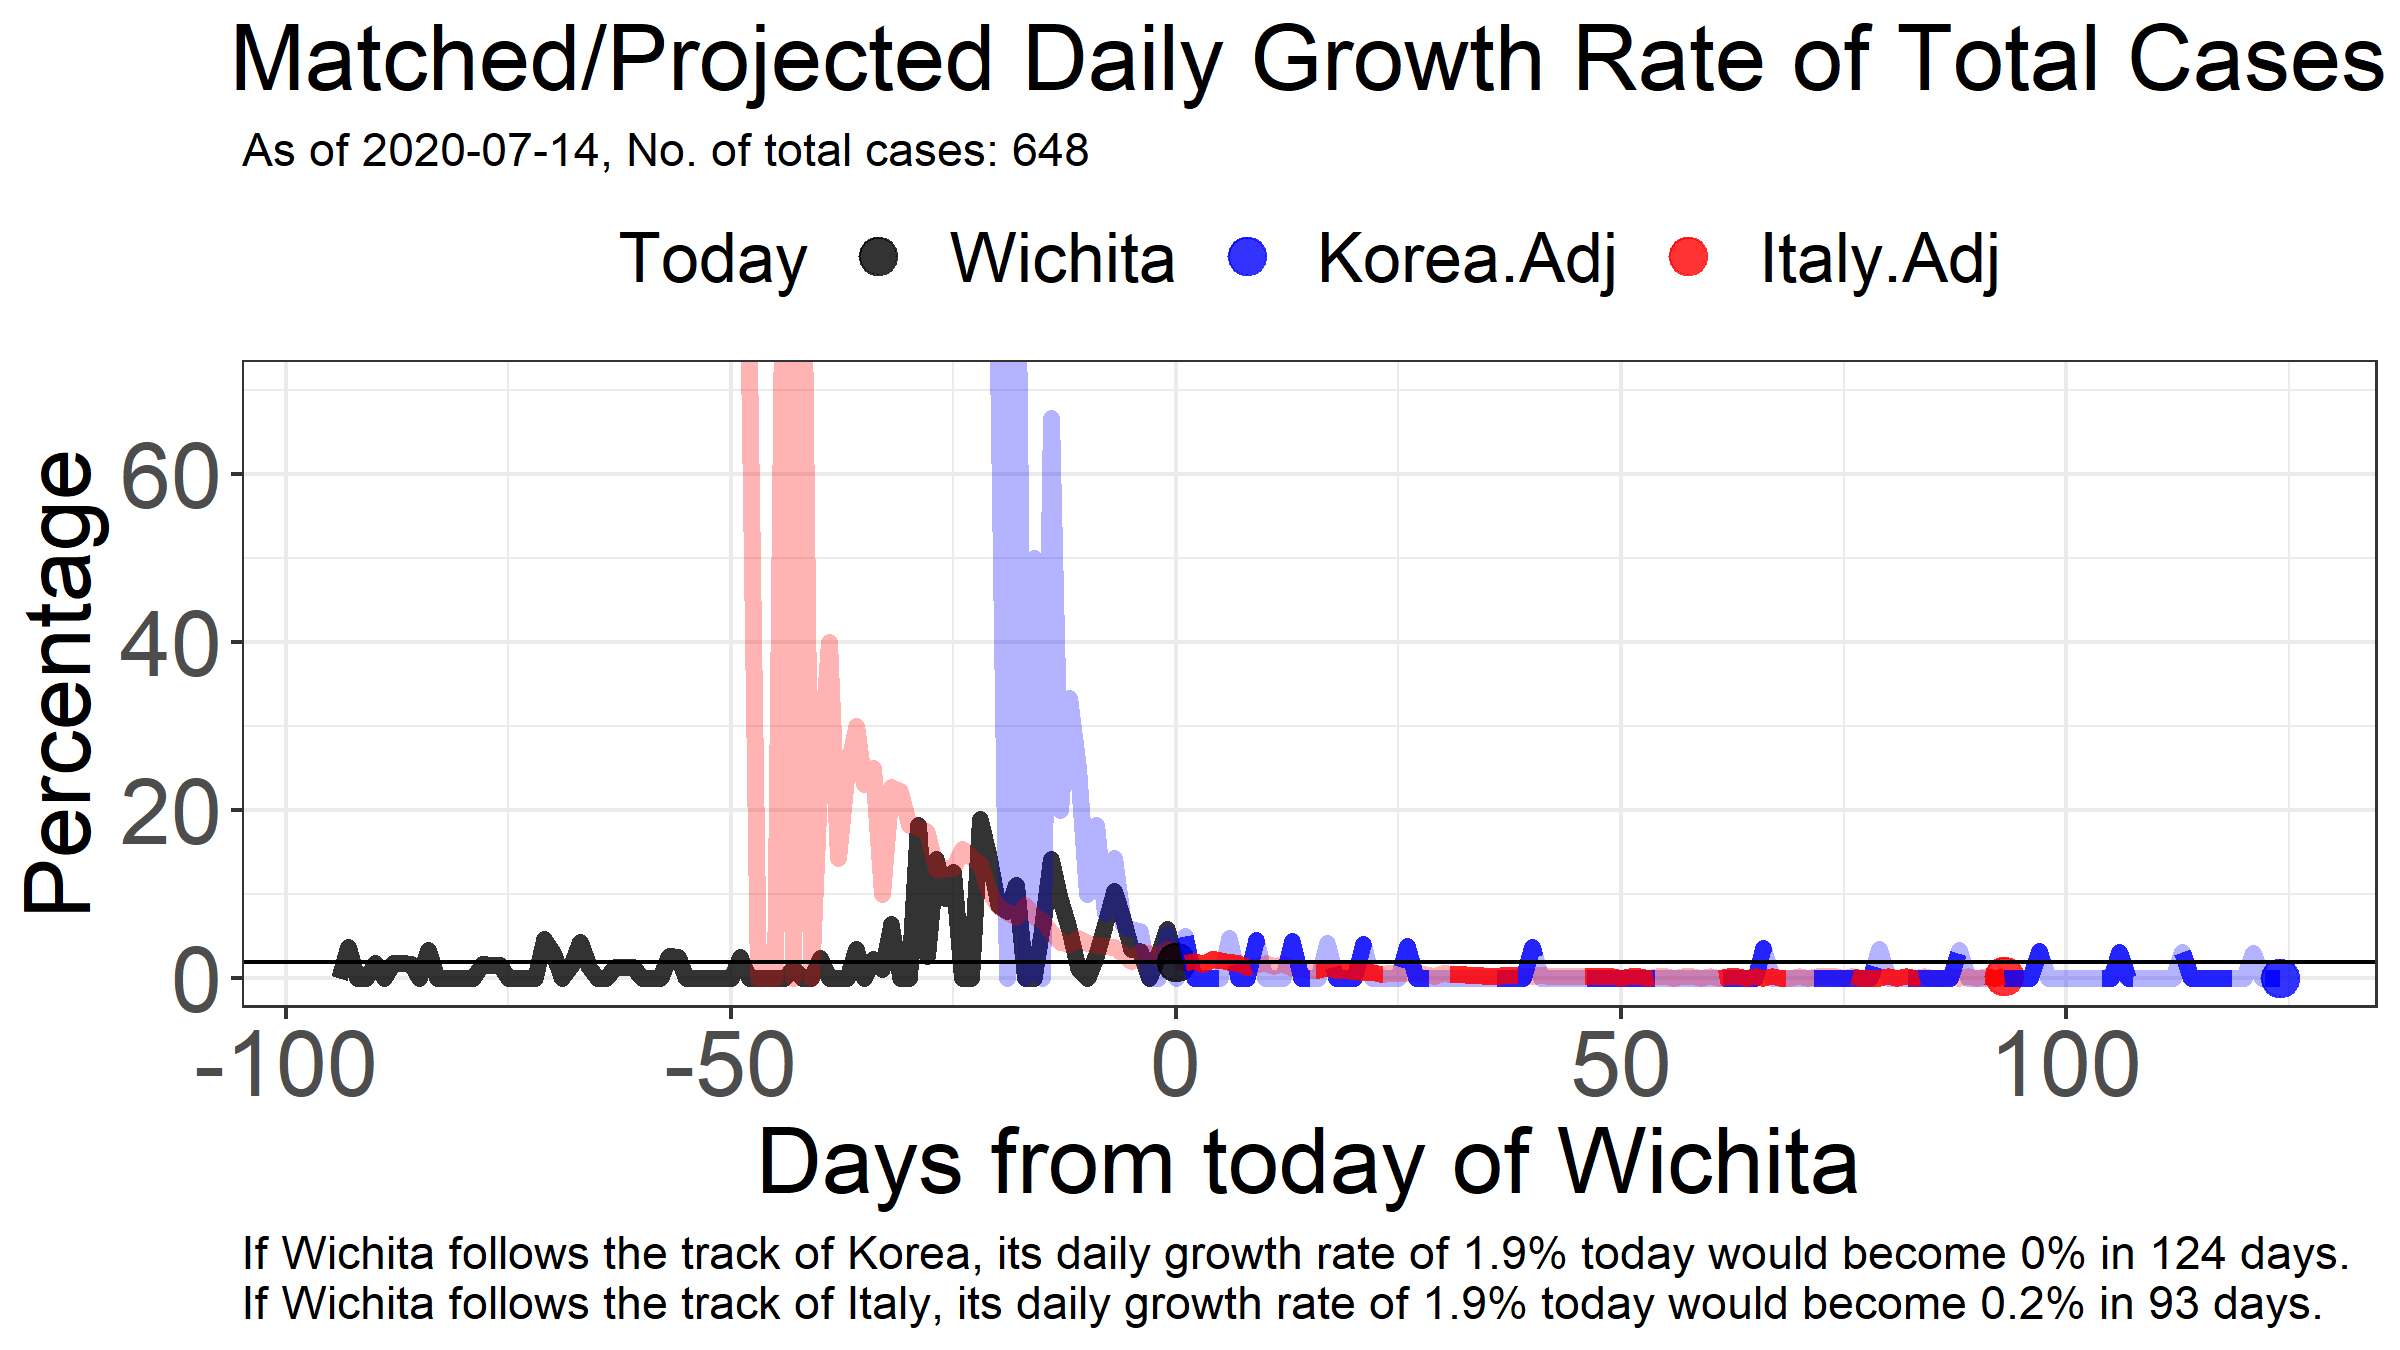 Matched/Projected Daily Growth Rate of Total Cases
As of 2020-07-14, No. of total cases: 648
Today Wichita Korea.Adj Italy.Adj
Percentage
60
40
20
0
-100 -50 0 50 100
Days from today of Wichita
If Wichita follows the track of Korea, its daily growth rate of 1.9% today would become 0% in 124 days.
If Wichita follows the track of Italy, its daily growth rate of 1.9% today would become 0.2% in 93 days.